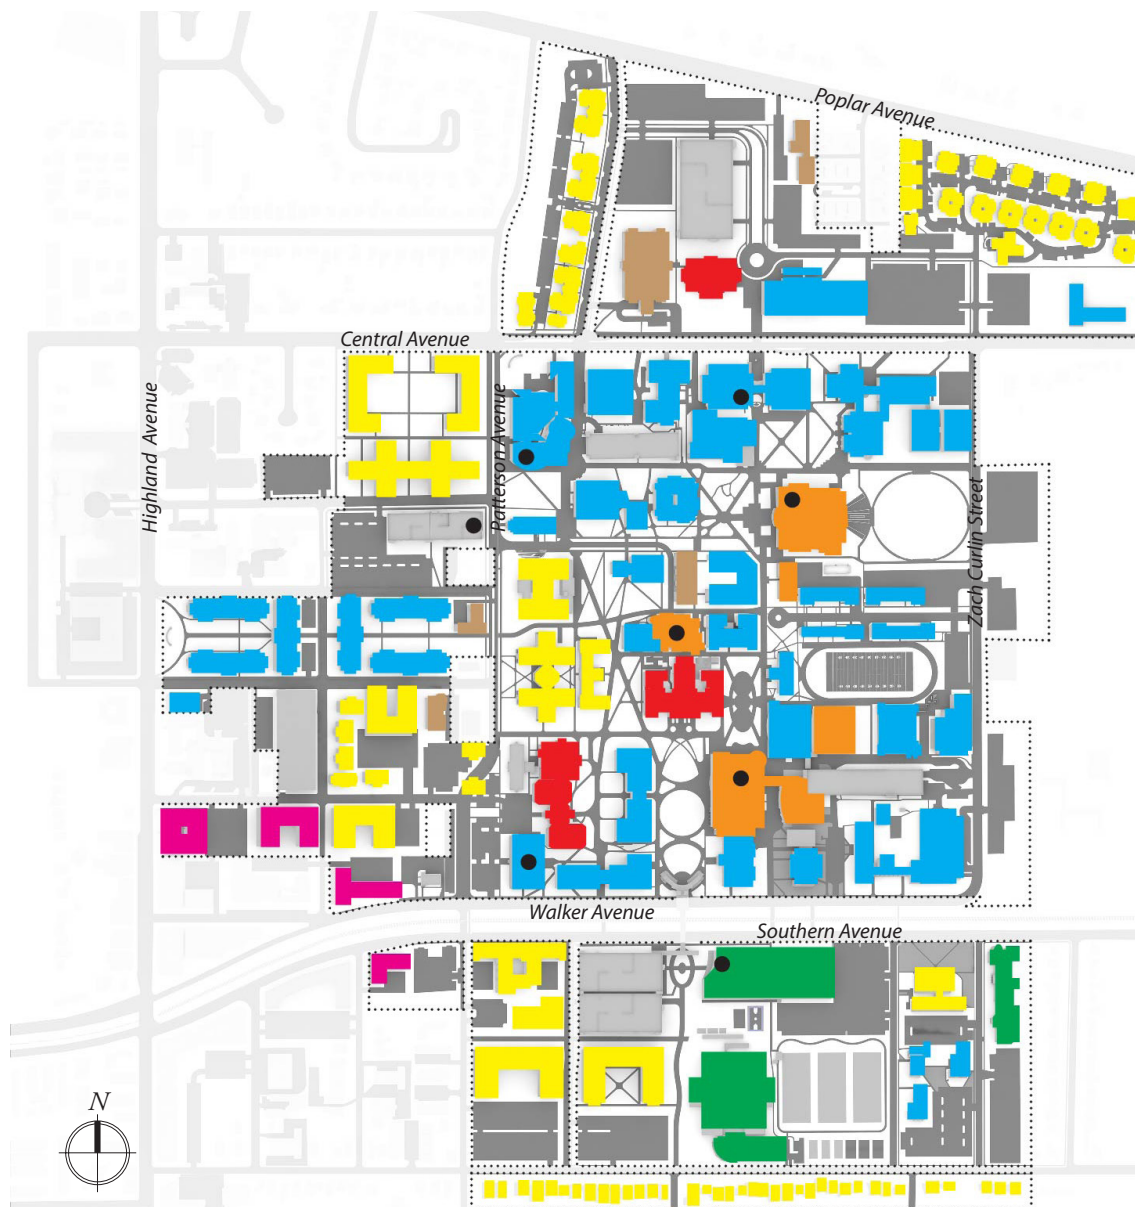 Poplar Avenue
Central Avenue
Highland Avenue
Patterson Avenue
Zach Curlin Street
Walker Avenue
Southern Avenue
N